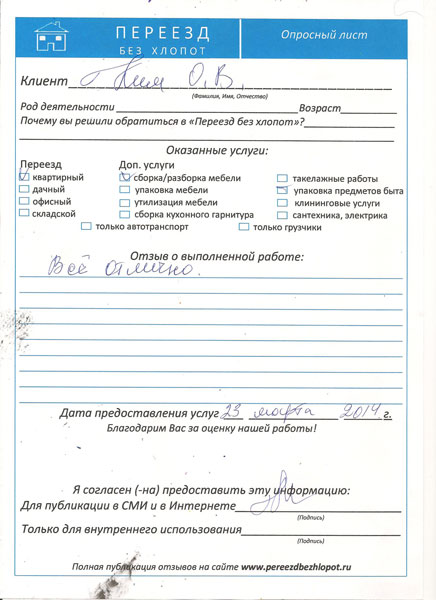 ПЕРЕЕЗД
БЕЗ ХЛОПОТ
Опросный лист
Клиент Ким О.В.
(Фамилия, Имя, Отчество)
Род деятельности Возраст
Почему вы решили обратиться в «Переезд без хлопот»?
Оказанные услуги:
Переезд Доп. услуги
квартирный сборка/разборка мебели такелажные работы
дачный упаковка мебели упаковка предметов быта
офисный утилизация мебели клининговые услуги
складской сборка кухонного гарнитура сантехника, электрика
только автотранспорт только грузчики
Отзыв о выполненной работе:
Всё отлично.
Дата предоставления услуг 23 марта 2014 г.
Благодарим Вас за оценку нашей работы!
Я согласен (-на) предоставить эту информацию:
Для публикации в СМИ и в Интернете
(Подпись)
Только для внутреннего использования
(Подпись)
Полная публикация отзывов на сайте www.pereezdbezhlopot.ru